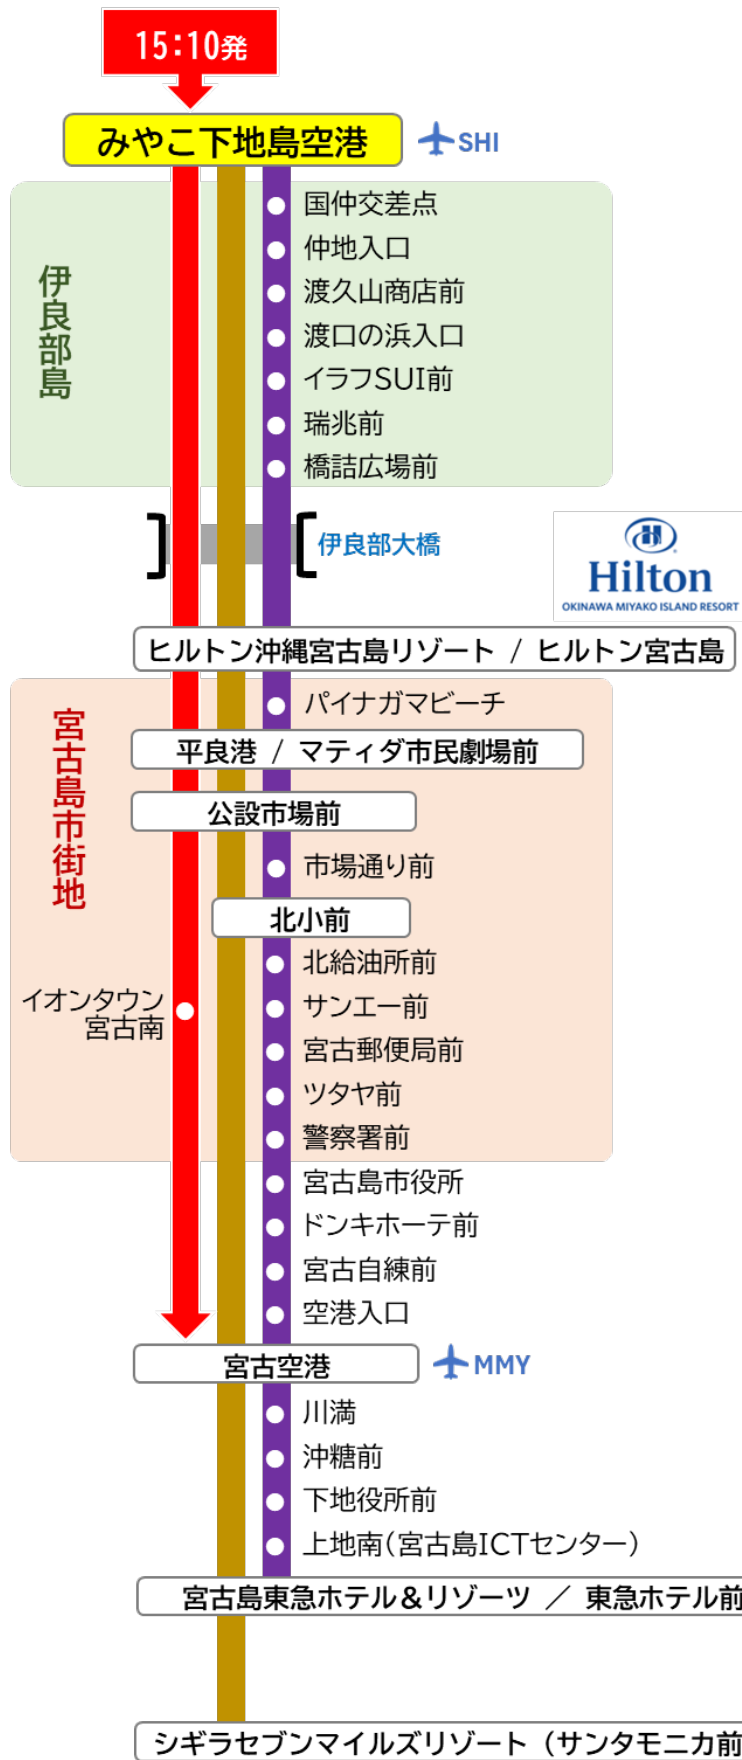 15:10発
みやこ下地島空港
SHI
伊良部島
国仲交差点
仲地入口
渡久山商店前
渡口の浜入口
イラフSUI前
瑞兆前
橋詰広場前
伊良部大橋
Hilton
OKINAWA MIYAKO ISLAND RESORT
ヒルトン沖縄宮古島リゾート / ヒルトン宮古島
宮古島市街地
パイナガマビーチ
平良港 / マティダ市民劇場前
公設市場前
市場通り前
北小前
北給油所前
イオンタウン
宮古南
サンエー前
宮古郵便局前
ツタヤ前
警察署前
宮古島市役所
ドンキホーテ前
宮古自練前
空港入口
宮古空港
MMY
川満
沖糖前
下地役所前
上地南(宮古島ICTセンター)
宮古島東急ホテル&リゾーツ / 東急ホテル前
シギラセブンマイルズリゾート (サンタモニカ前